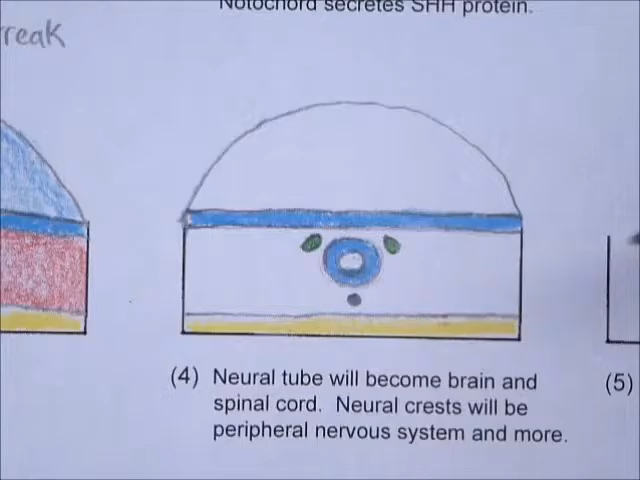 Notochord secretes SHH protein.
reak
(4) Neural tube will become brain and
spinal cord. Neural crests will be
peripheral nervous system and more.
(5)